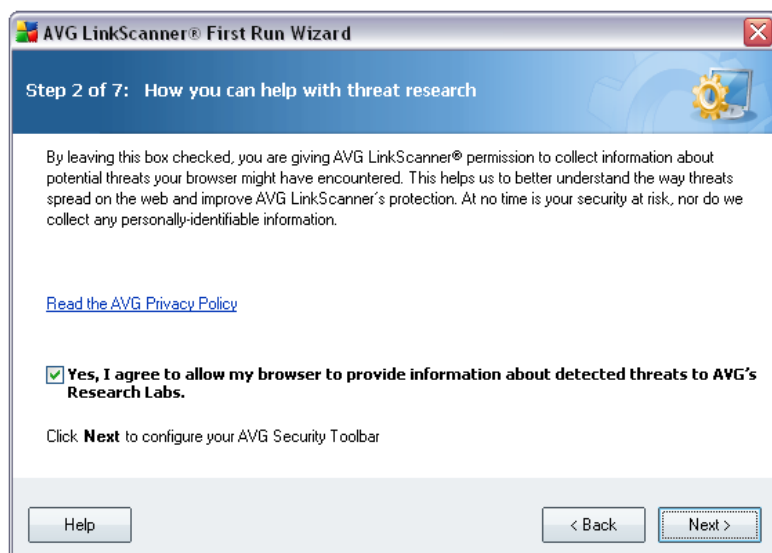 AVG LinkScanner® First Run Wizard
Step 2 of 7: How you can help with threat research
By leaving this box checked, you are giving AVG LinkScanner® permission to collect information about
potential threats your browser might have encountered. This helps us to better understand the way threats
spread on the web and improve AVG LinkScanner's protection. At no time is your security at risk, nor do we
collect any personally-identifiable information.
Read the AVG Privacy Policy
Yes, I agree to allow my browser to provide information about detected threats to AVG's
Research Labs.
Click Next to configure your AVG Security Toolbar
Help
< Back
Next >